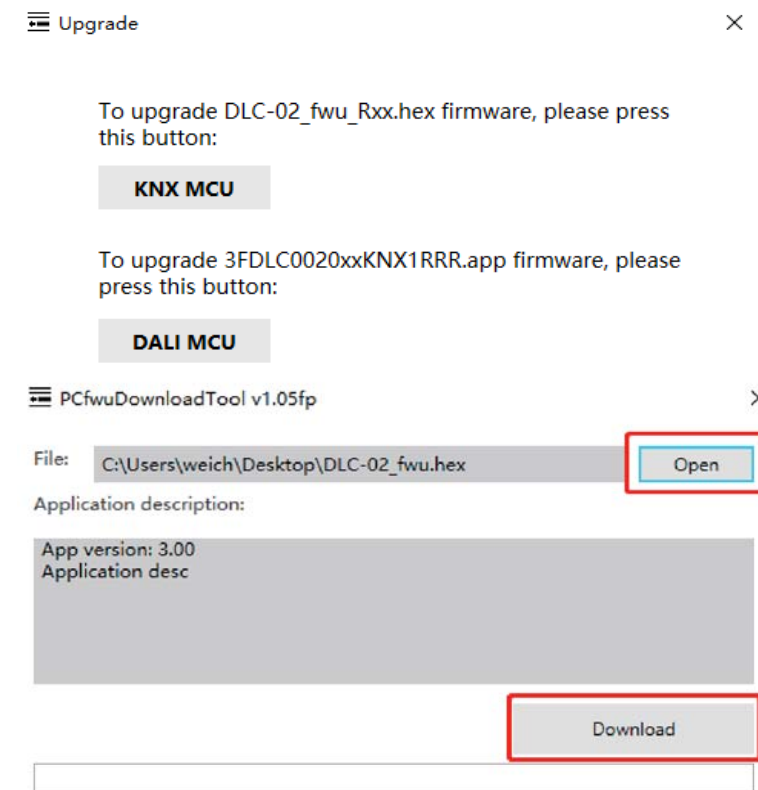 Upgrade
To upgrade DLC-02_fwu_Rxx.hex firmware, please press
this button:
KNX MCU
To upgrade 3FDLC0020xxKNX1RRR.app firmware, please
press this button:
DALI MCU
PCfwuDownloadTool v1.05fp
File:
C:\Users\weich\Desktop\DLC-02_fwu.hex
Open
Application description:
App version: 3.00
Application desc
Download